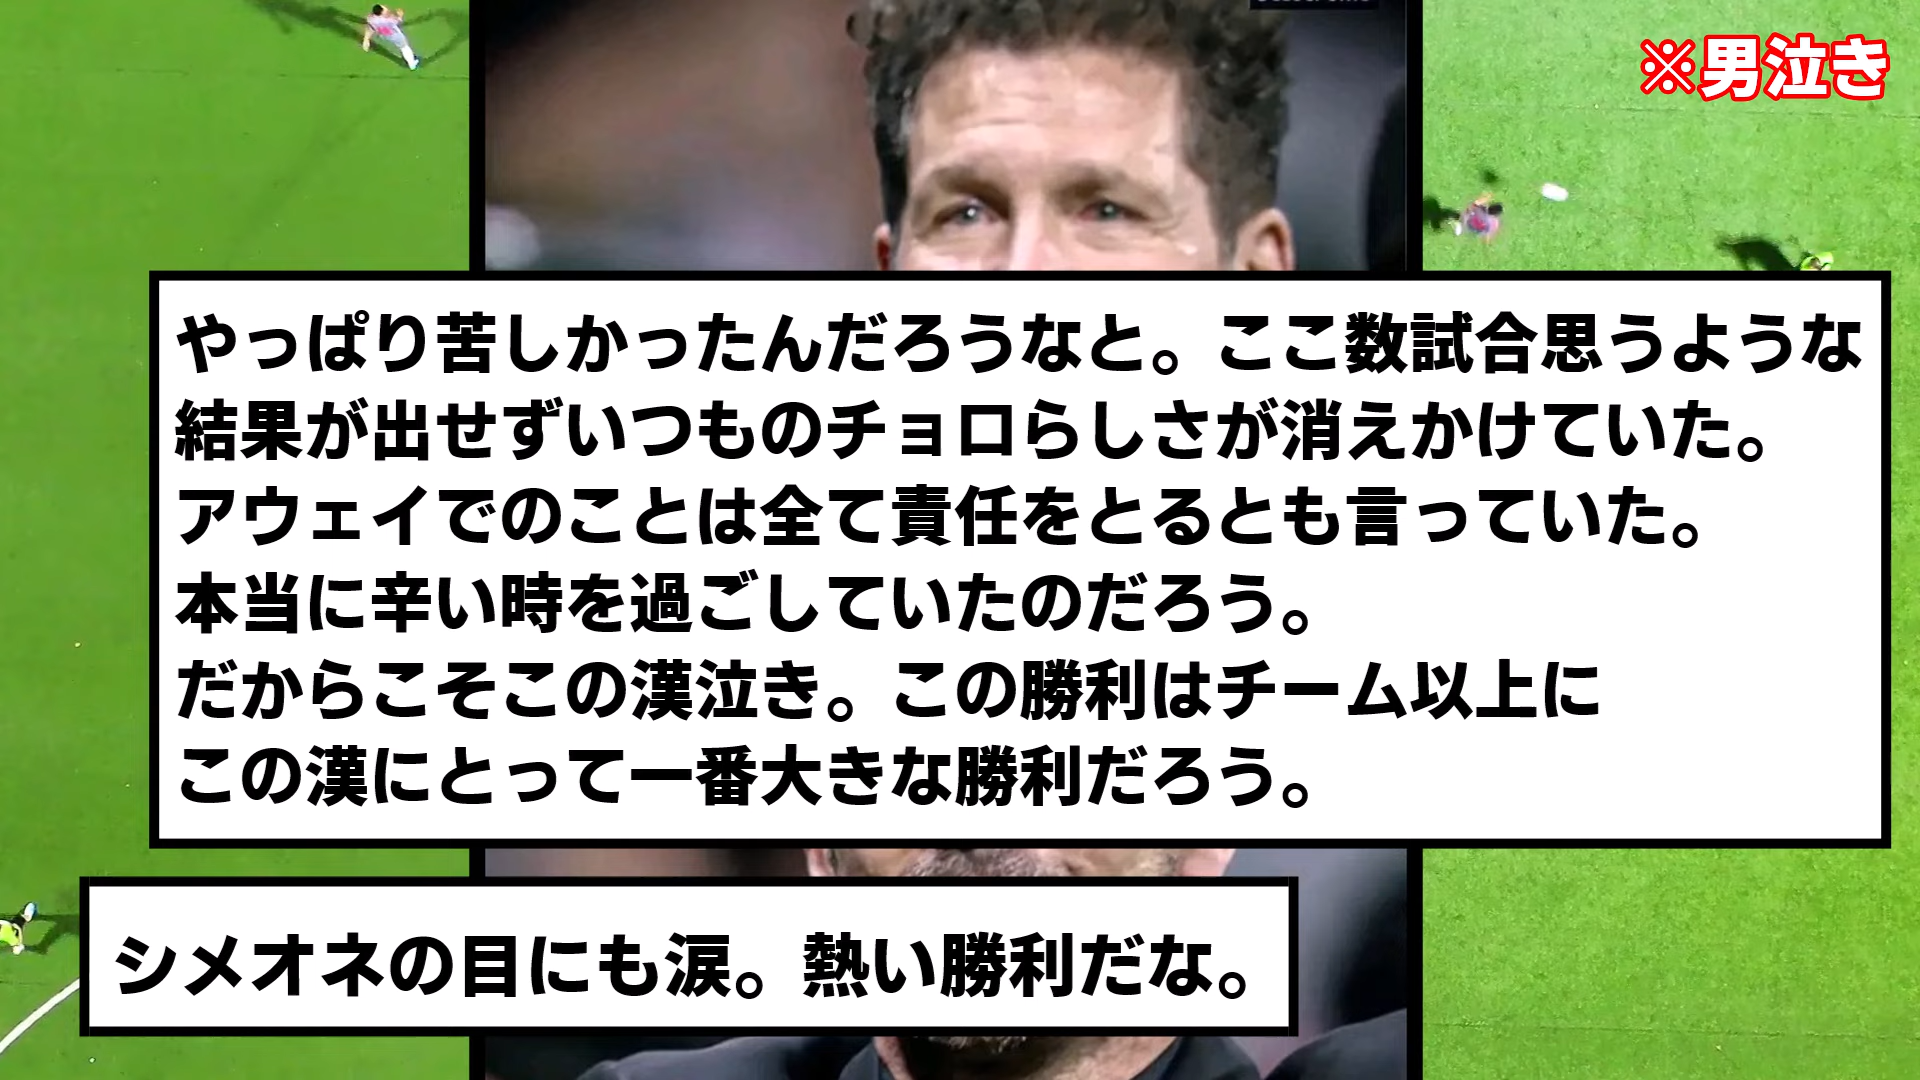 ※男泣き
やっぱり苦しかったんだろうなと。ここ数試合思うような
結果が出せずいつものチョロらしさが消えかけていた。
アウェイでのことは全て責任をとるとも言っていた。
本当に辛い時を過ごしていたのだろう。
だからこそこの漢泣き。この勝利はチーム以上に
この漢にとって一番大きな勝利だろう。
シメオネの目にも涙。熱い勝利だな。